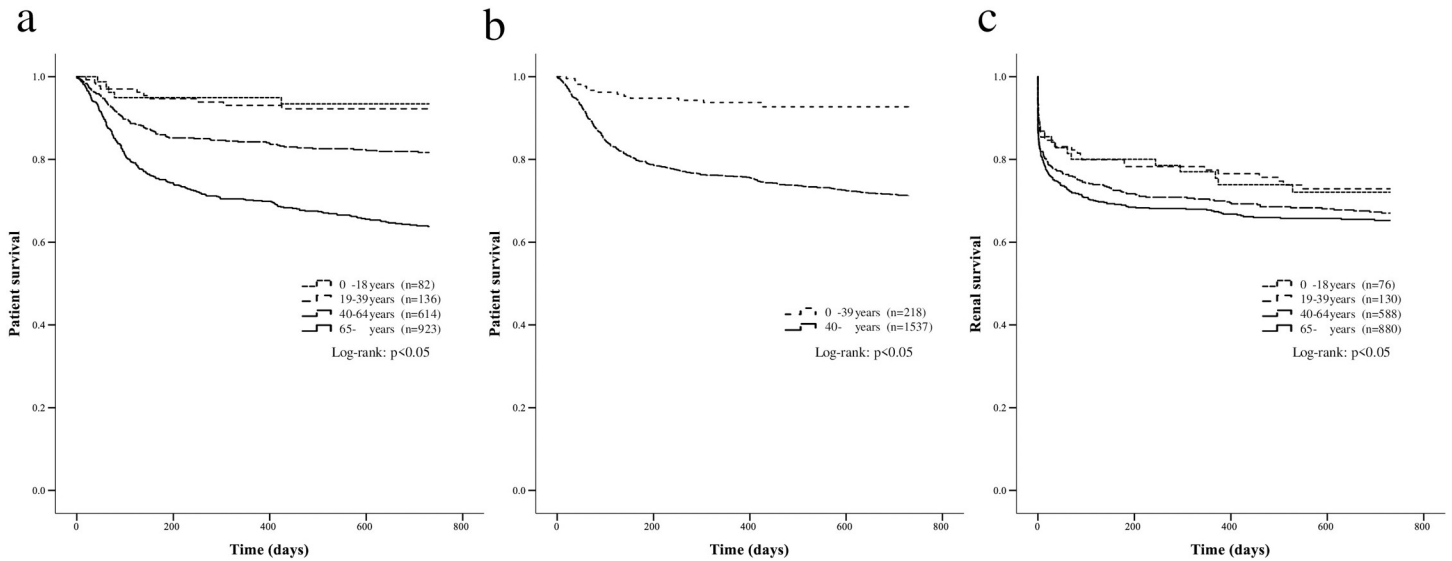 a
1.0
0.8
0.6
0.4
0.2
0.0
Patient survival
0 -18 years (n=82)
19-39 years (n=136)
40-64 years (n=614)
65- years (n=923)
Log-rank: p<0.05
0 200 400 600 800
Time (days)
b
1.0
0.8
0.6
0.4
0.2
0.0
Patient survival
0 -39 years (n=218)
40- years (n=1537)
Log-rank: p<0.05
0 200 400 600 800
Time (days)
c
1.0
0.8
0.6
0.4
0.2
0.0
Renal survival
0 -18 years (n=76)
19-39 years (n=130)
40-64 years (n=588)
65- years (n=880)
Log-rank: p<0.05
0 200 400 600 800
Time (days)